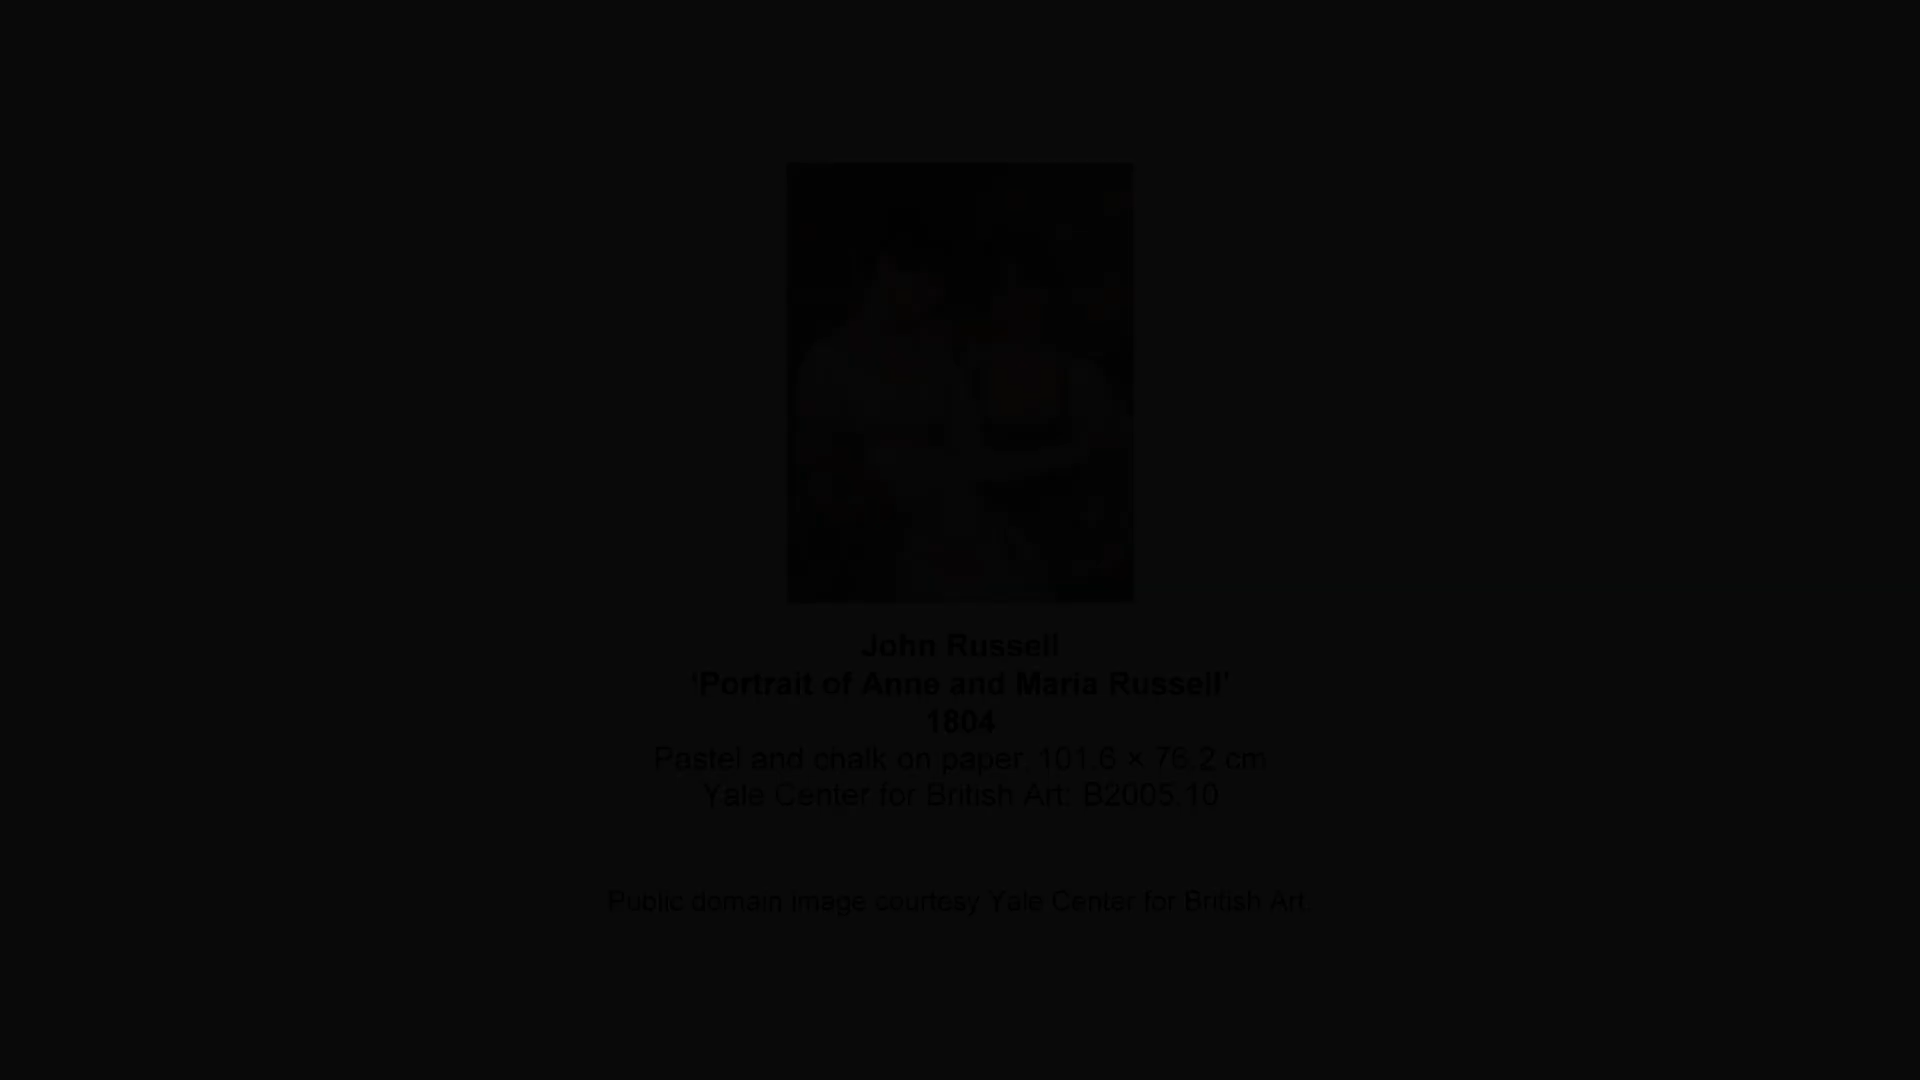 John Russell
'Portrait of Anne and Maria Russell'
1804
Pastel and chalk on paper, 101.6 × 76.2 cm
Yale Center for British Art: B2005.10
Public domain image courtesy Yale Center for British Art.